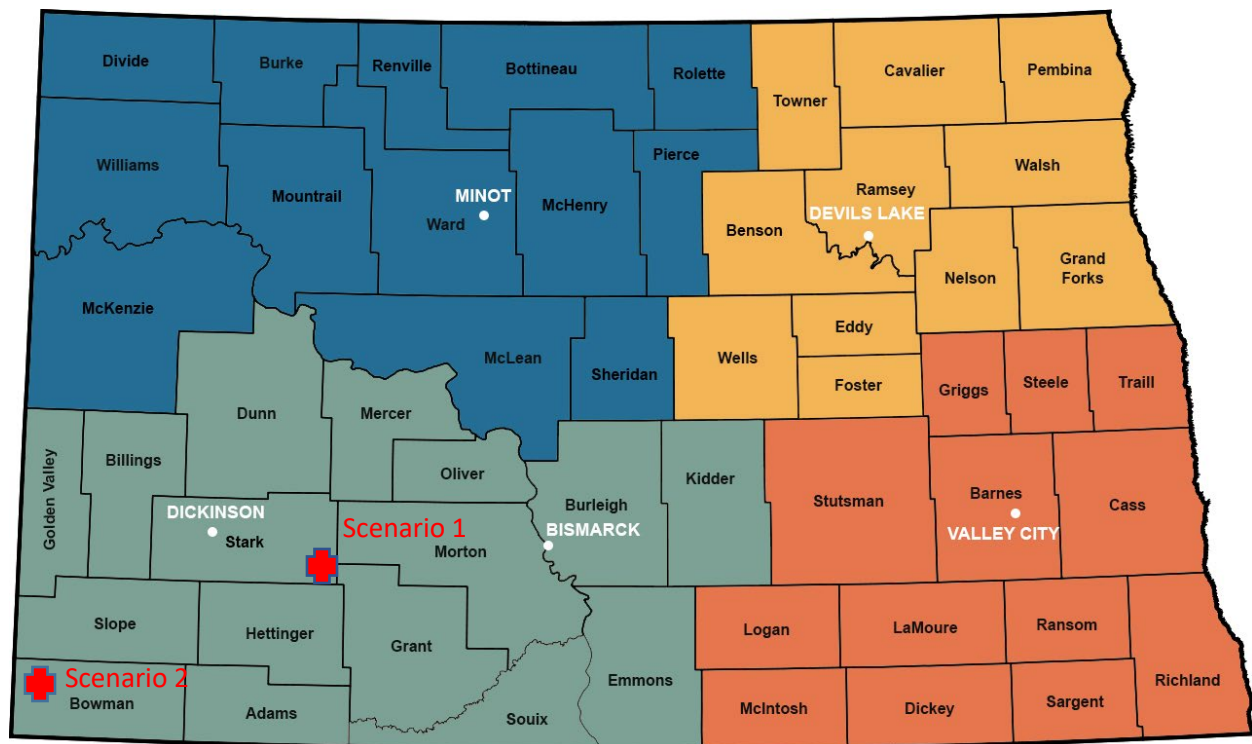 Divide
Burke
Renville
Bottineau
Rolette
Towner
Cavalier
Pembina
Williams
Mountrail
Ward
MINOT
McHenry
Pierce
Benson
Ramsey
DEVILS LAKE
Walsh
Nelson
Grand
Forks
McKenzie
McLean
Sheridan
Wells
Eddy
Foster
Griggs
Steele
Traill
Golden Valley
Billings
Dunn
Mercer
Oliver
Burleigh
BISMARCK
Kidder
Stutsman
Barnes
VALLEY CITY
Cass
DICKINSON
Stark
Scenario 1
Morton
Slope
Hettinger
Grant
Emmons
Logan
LaMoure
Ransom
Richland
Scenario 2
Bowman
Adams
Souix
McIntosh
Dickey
Sargent